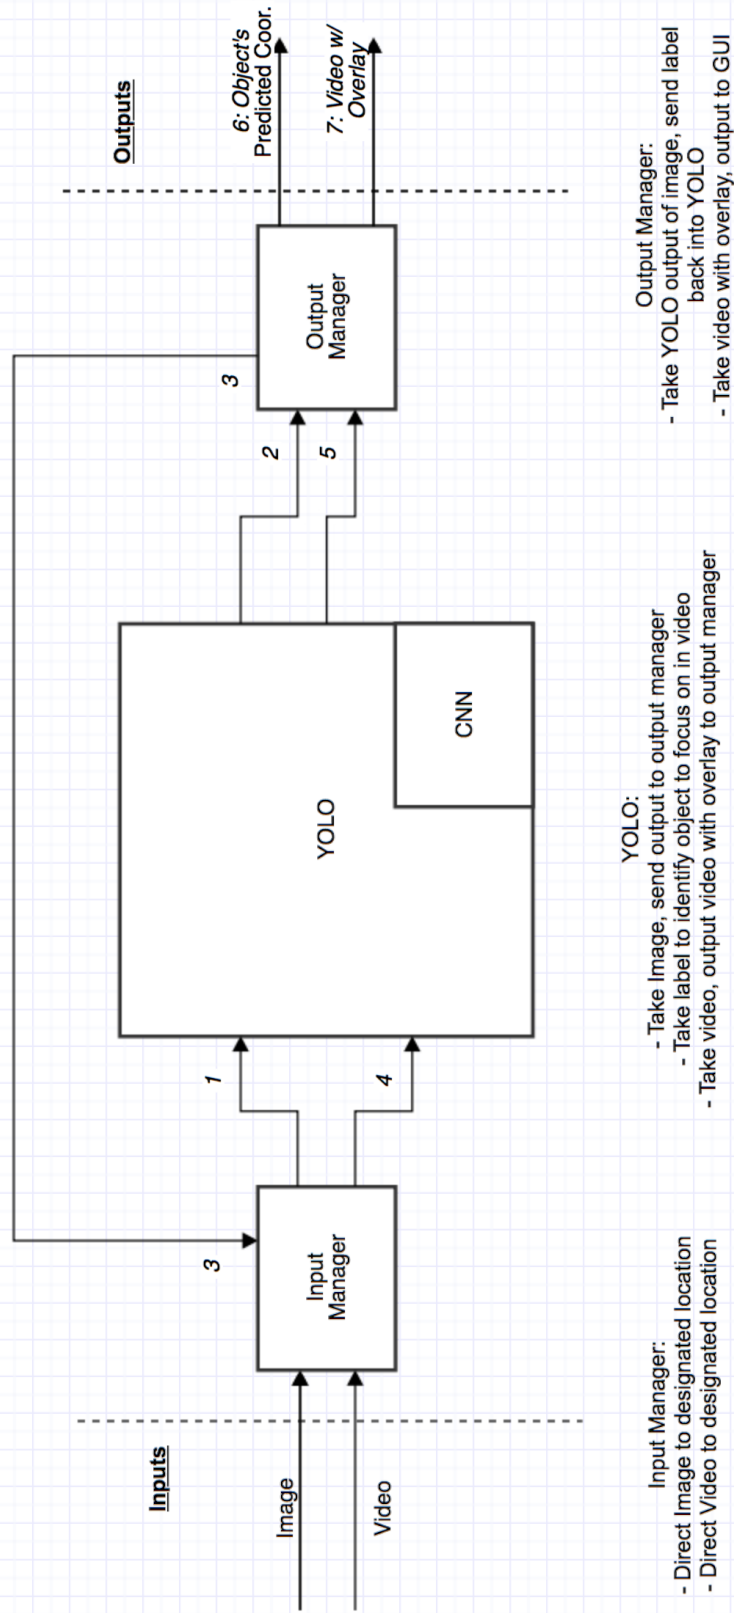 Inputs
Outputs
Image
Video
Input
Manager
3
1
4
YOLO
CNN
2
5
3
Output
Manager
6: Object's
Predicted Coor.
7: Video w/
Overlay
Input Manager:
- Direct Image to designated location
- Direct Video to designated location
YOLO:
- Take Image, send output to output manager
- Take label to identify object to focus on in video
- Take video, output video with overlay to output manager
Output Manager:
- Take YOLO output of image, send label
back into YOLO
- Take video with overlay, output to GUI